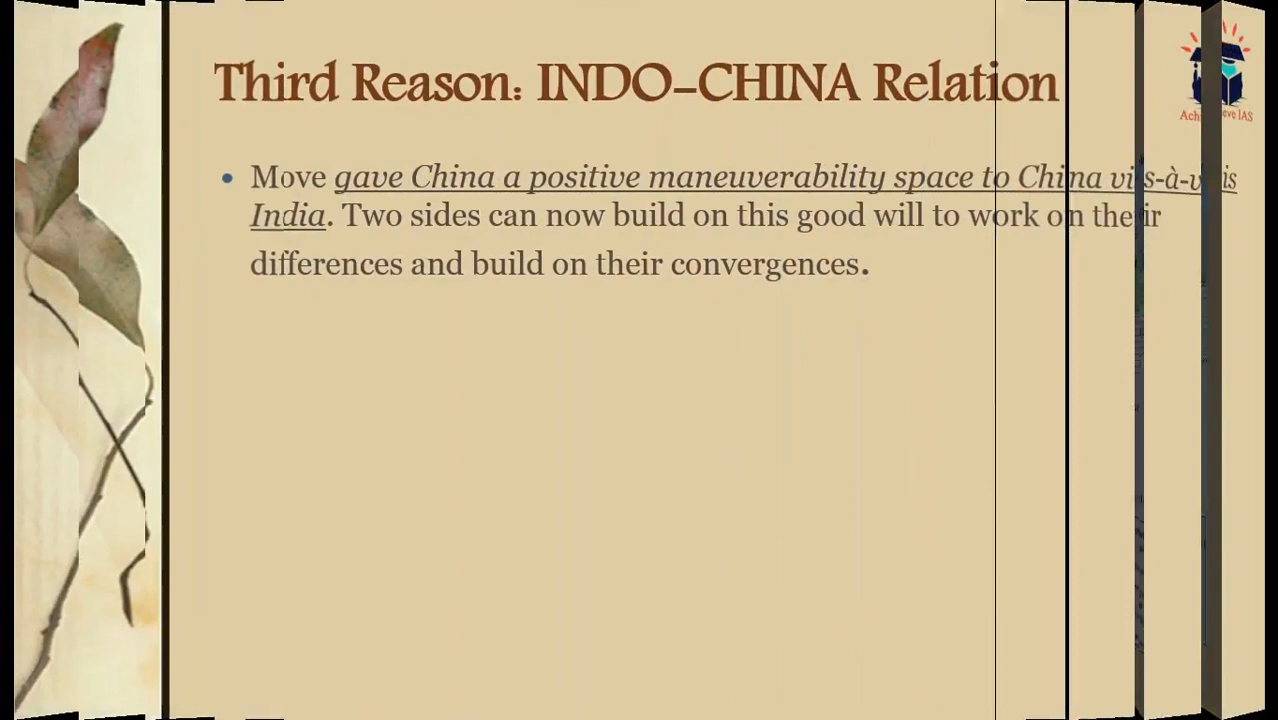 Third Reason: INDO-CHINA Relation
• Move gave China a positive maneuverability space to China vis-à-vis
India. Two sides can now build on this good will to work on their
differences and build on their convergences.